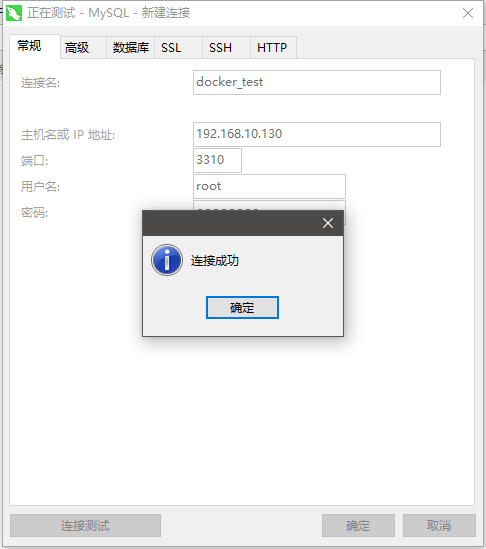 正在测试 - MySQL - 新建连接
常规 高级 数据库 SSL SSH HTTP
连接名: docker_test
主机名或 IP 地址: 192.168.10.130
端口: 3310
用户名: root
密码:
连接成功
确定
连接测试 确定 取消